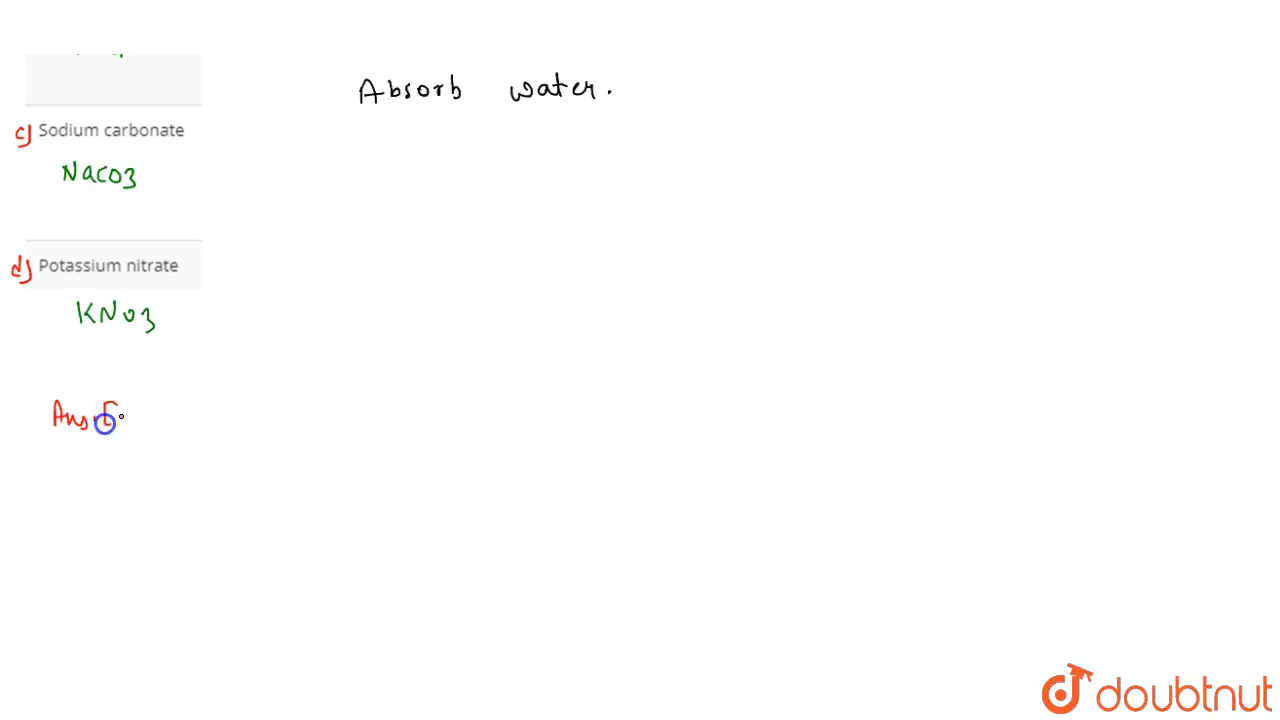 Absorb water.
c) Sodium carbonate
NaCO3
d) Potassium nitrate
KNO3
Ans.
doubtnut